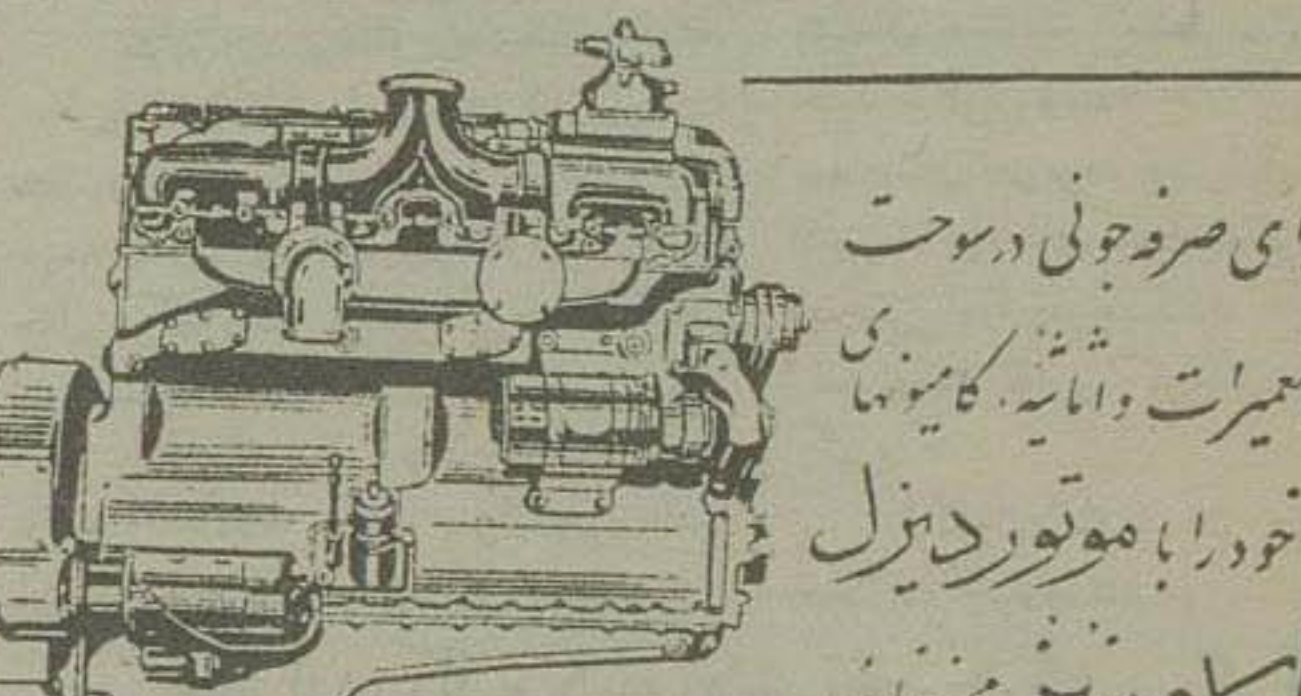 ای صرفه جوئی در سوخت
عمیرات و اثاثیه، کامیونهای
خود را با موتور دیزل